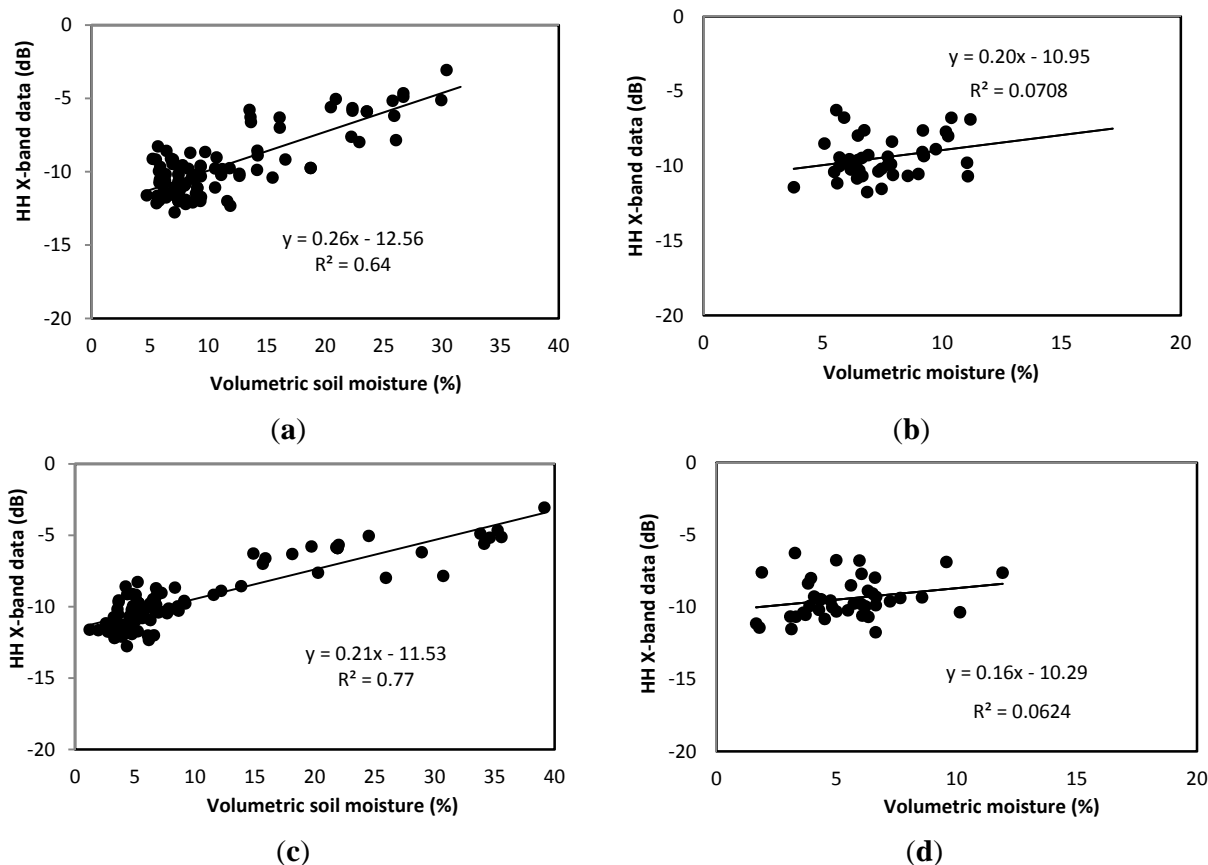 0
-5
-10
-15
-20
HH X-band data (dB)
y = 0.26x - 12.56
R² = 0.64
0 5 10 15 20 25 30 35 40
Volumetric soil moisture (%)
(a)
0
-5
-10
-15
-20
HH X-band data (dB)
y = 0.20x - 10.95
R² = 0.0708
0 5 10 15 20
Volumetric moisture (%)
(b)
0
-5
-10
-15
-20
HH X-band data (dB)
y = 0.21x - 11.53
R² = 0.77
0 5 10 15 20 25 30 35 40
Volumetric soil moisture (%)
(c)
0
-5
-10
-15
-20
HH X-band data (dB)
y = 0.16x - 10.29
R² = 0.0624
0 5 10 15 20
Volumetric moisture (%)
(d)